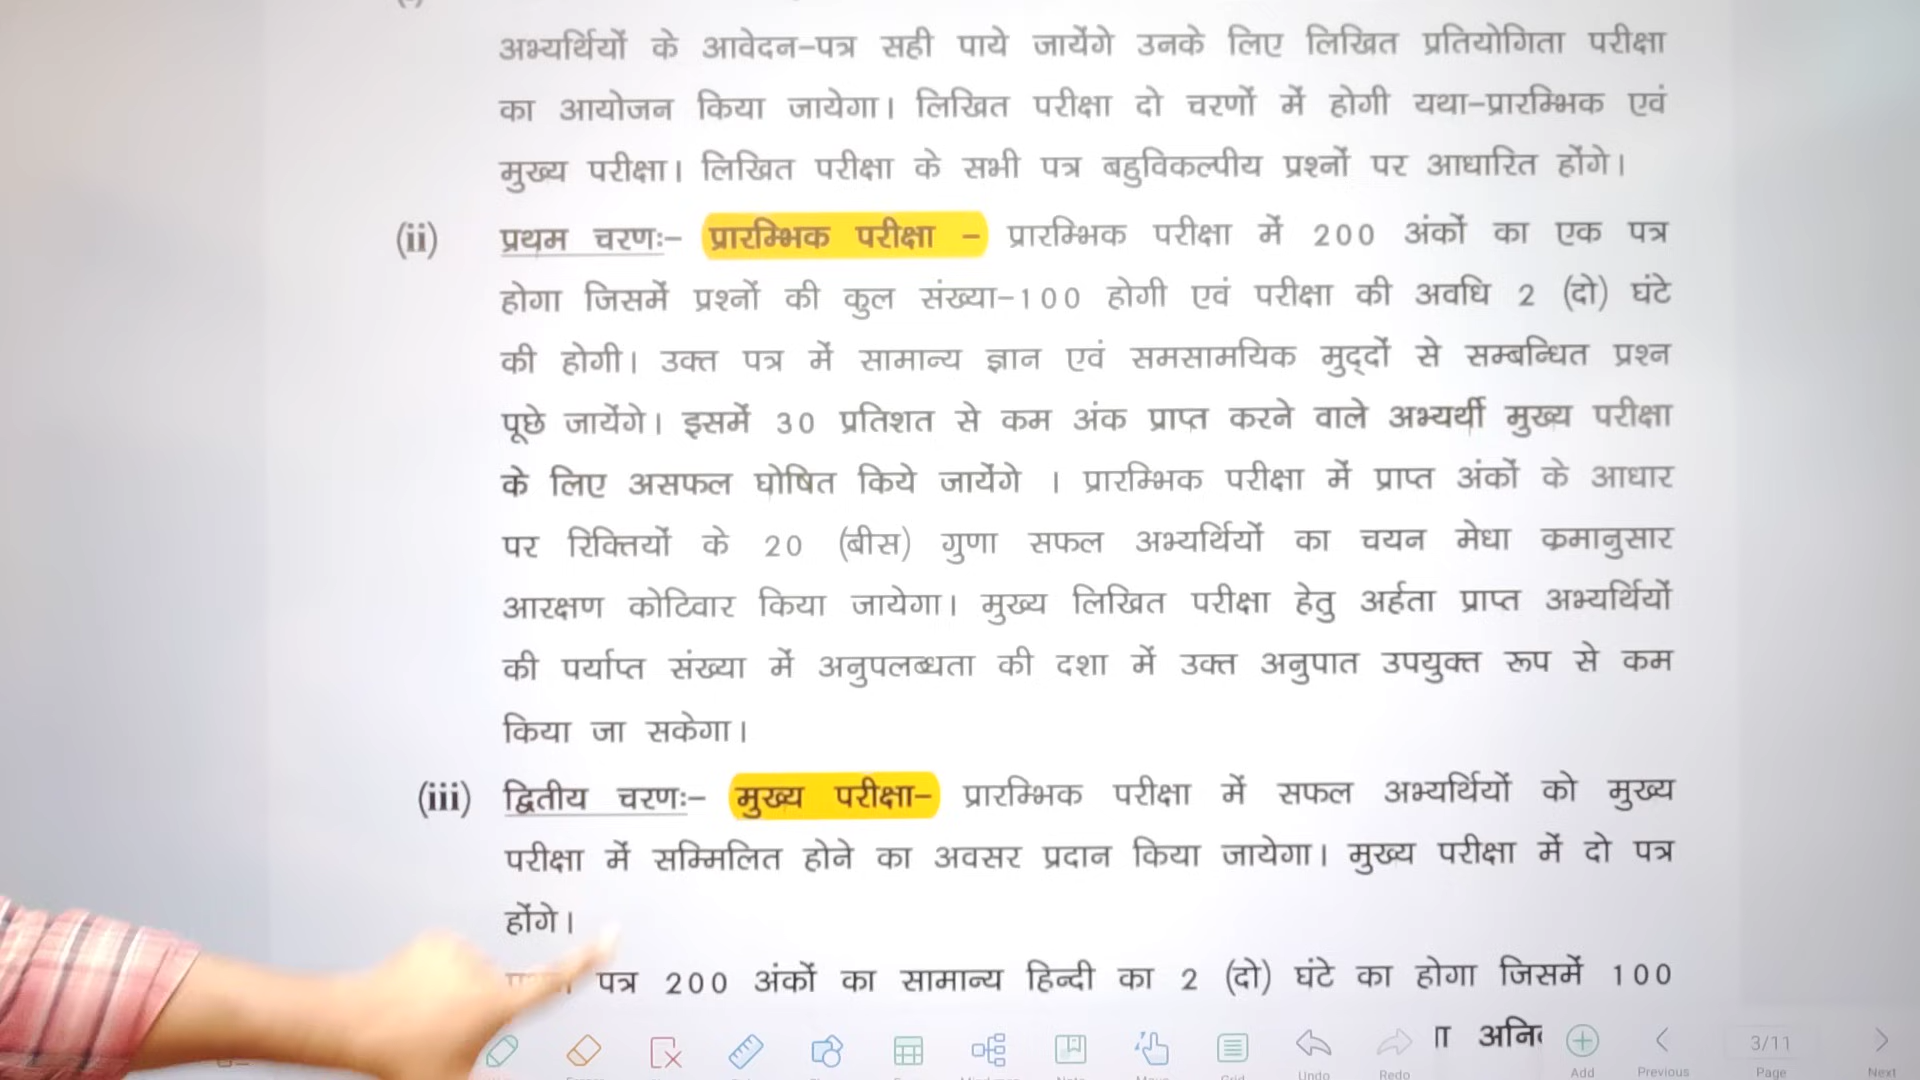 अभ्यर्थियों के आवेदन-पत्र सही पाये जायेंगे उनके लिए लिखित प्रतियोगिता परीक्षा
का आयोजन किया जायेगा। लिखित परीक्षा दो चरणों में होगी यथा-प्रारम्भिक एवं
मुख्य परीक्षा। लिखित परीक्षा के सभी पत्र बहुविकल्पीय प्रश्नों पर आधारित होंगे।
(ii) प्रथम चरणः- प्रारम्भिक परीक्षा - प्रारम्भिक परीक्षा में 200 अंकों का एक पत्र
होगा जिसमें प्रश्नों की कुल संख्या-100 होगी एवं परीक्षा की अवधि 2 (दो) घंटे
की होगी। उक्त पत्र में सामान्य ज्ञान एवं समसामयिक मुद्दों से सम्बन्धित प्रश्न
पूछे जायेंगे। इसमें 30 प्रतिशत से कम अंक प्राप्त करने वाले अभ्यर्थी मुख्य परीक्षा
के लिए असफल घोषित किये जायेंगे । प्रारम्भिक परीक्षा में प्राप्त अंकों के आधार
पर रिक्तियों के 20 (बीस) गुणा सफल अभ्यर्थियों का चयन मेधा क्रमानुसार
आरक्षण कोटिवार किया जायेगा। मुख्य लिखित परीक्षा हेतु अर्हता प्राप्त अभ्यर्थियों
की पर्याप्त संख्या में अनुपलब्धता की दशा में उक्त अनुपात उपयुक्त रूप से कम
किया जा सकेगा।
(iii) द्वितीय चरणः- मुख्य परीक्षा- प्रारम्भिक परीक्षा में सफल अभ्यर्थियों को मुख्य
परीक्षा में सम्मिलित होने का अवसर प्रदान किया जायेगा। मुख्य परीक्षा में दो पत्र
होंगे।
पत्र 200 अंकों का सामान्य हिन्दी का 2 (दो) घंटे का होगा जिसमें 100
3/11
Undo Redo Add Previous Page Next